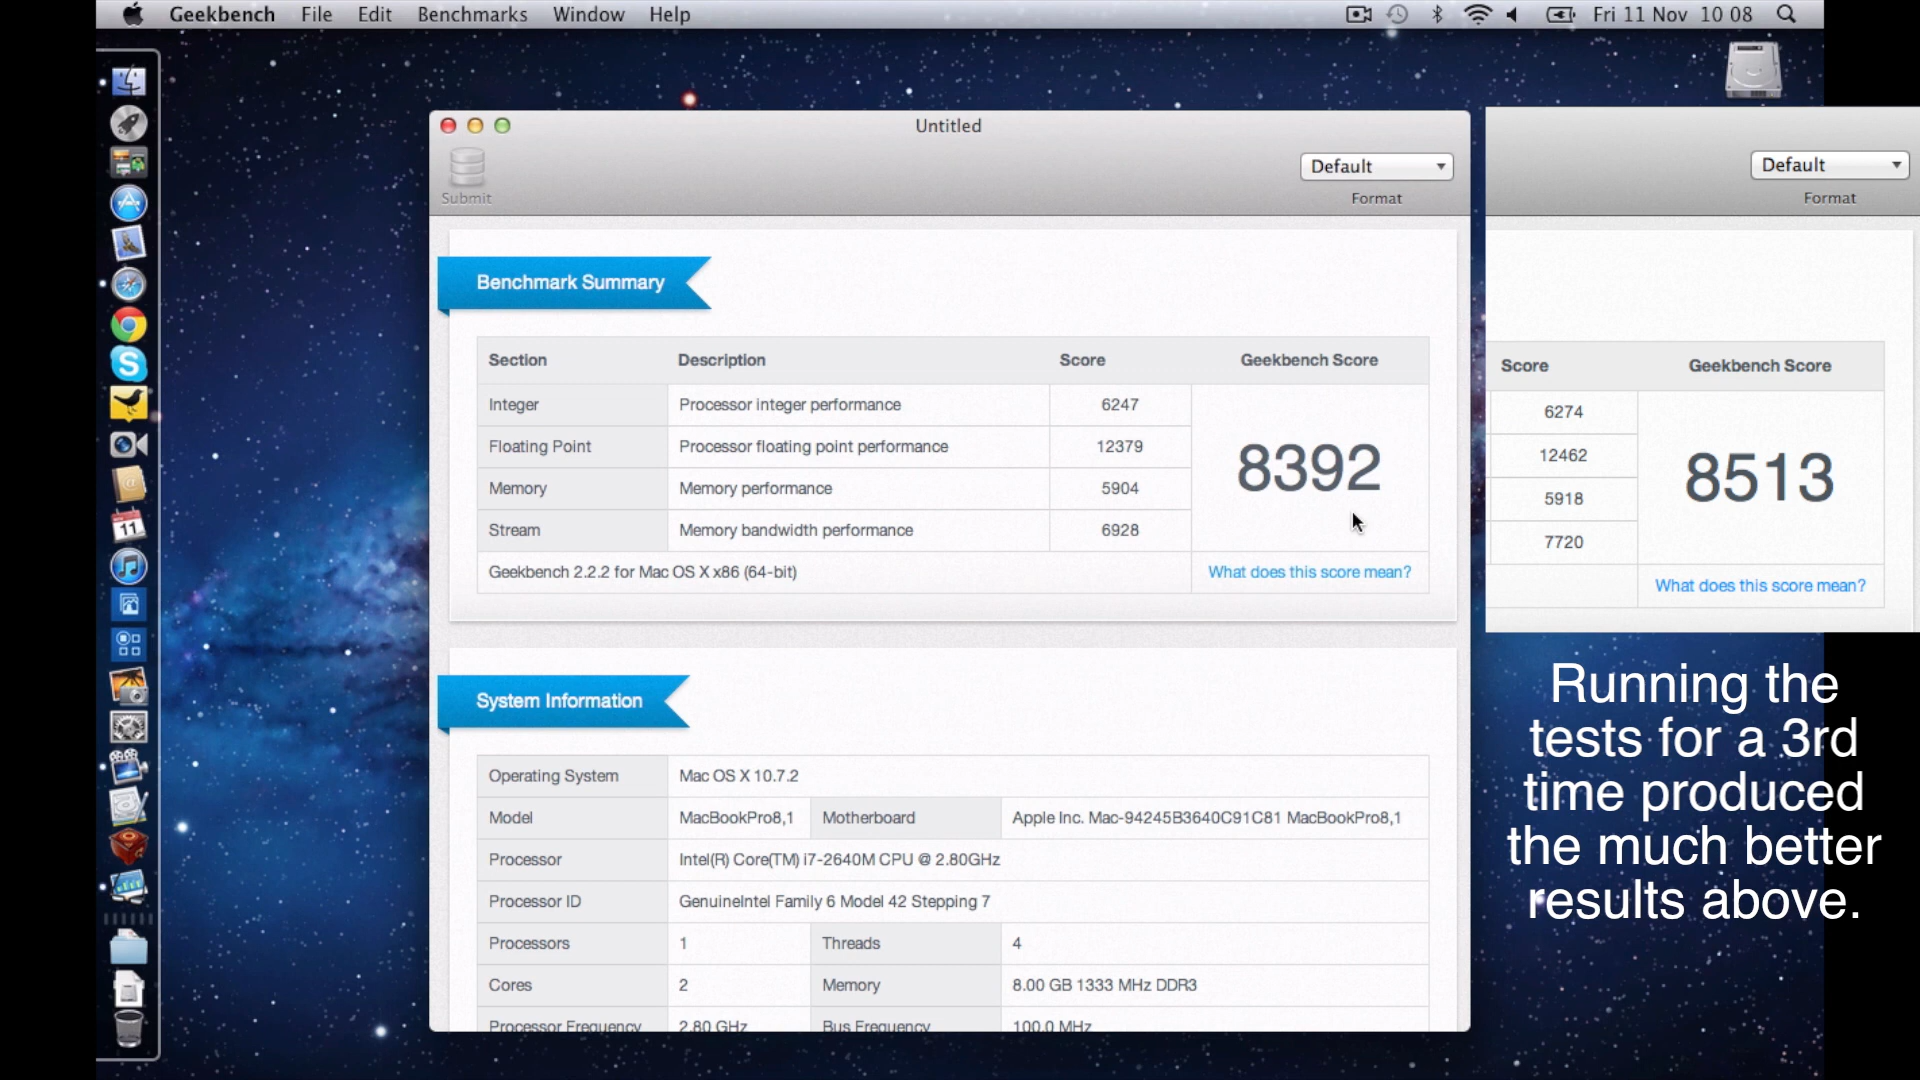 Geekbench File Edit Benchmarks Window Help Fri 11 Nov 10 08
Untitled
Submit
Default
Format
Benchmark Summary
Section Description Score Geekbench Score
Integer Processor integer performance 6247
Floating Point Processor floating point performance 12379
8392
Memory Memory performance 5904
Stream Memory bandwidth performance 6928
Geekbench 2.2.2 for Mac OS X x86 (64-bit) What does this score mean?
System Information
Operating System Mac OS X 10.7.2
Model MacBookPro8,1 Motherboard Apple Inc. Mac-94245B3640C91C81 MacBookPro8,1
Processor Intel(R) Core(TM) i7-2640M CPU @ 2.80GHz
Processor ID GenuineIntel Family 6 Model 42 Stepping 7
Processors 1 Threads 4
Cores 2 Memory 8.00 GB 1333 MHz DDR3
Processor Frequency 2.80 GHz Bus Frequency 100.0 MHz
Default
Format
Score Geekbench Score
6274
12462
8513
5918
7720
What does this score mean?
Running the
tests for a 3rd
time produced
the much better
results above.
11